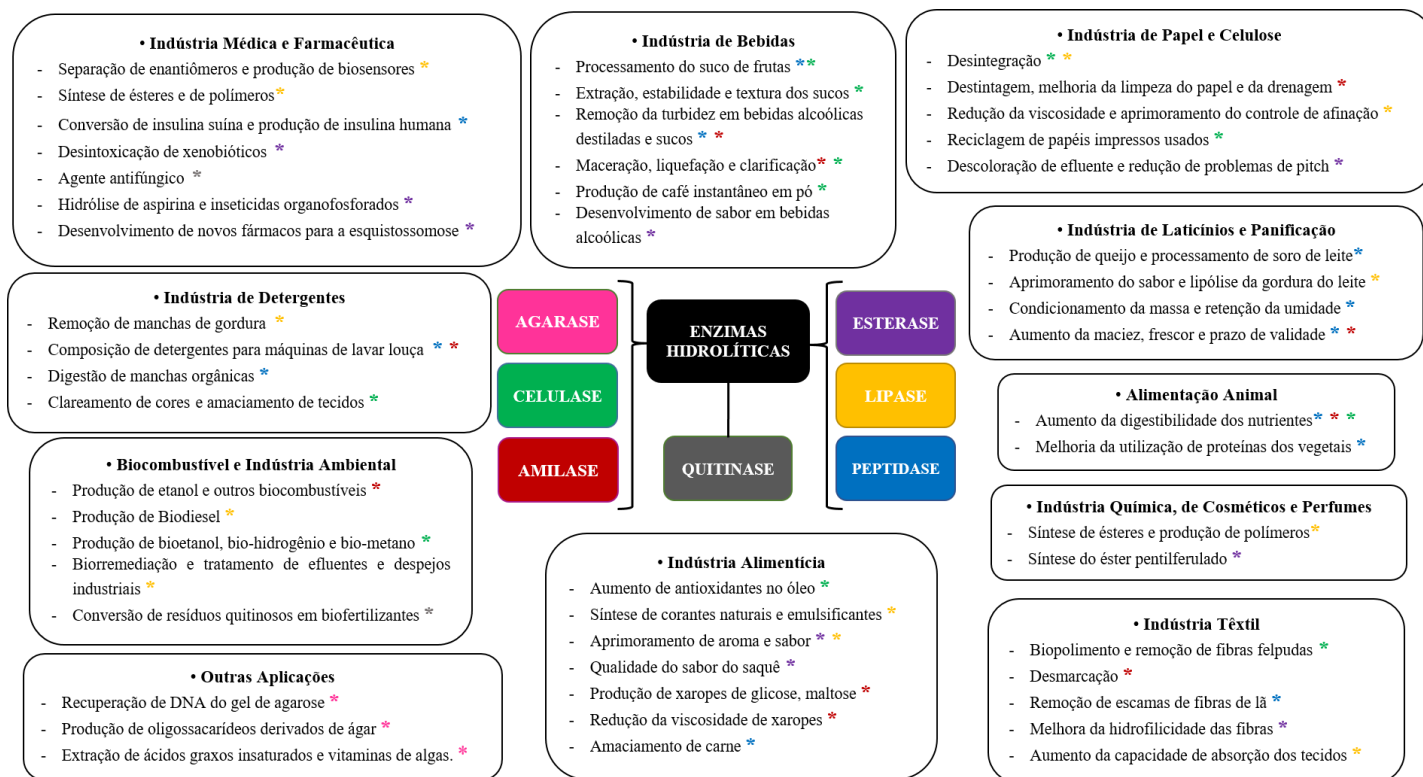 • Indústria Médica e Farmacêutica
- Separação de enantiômeros e produção de biosensores *
- Síntese de ésteres e de polímeros*
- Conversão de insulina suína e produção de insulina humana *
- Desintoxicação de xenobióticos *
- Agente antifúngico *
- Hidrólise de aspirina e inseticidas organofosforados *
- Desenvolvimento de novos fármacos para a esquistossomose *
• Indústria de Bebidas
- Processamento do suco de frutas **
- Extração, estabilidade e textura dos sucos *
- Remoção da turbidez em bebidas alcoólicas
destiladas e sucos * *
- Maceração, liquefação e clarificação* *
- Produção de café instantâneo em pó *
- Desenvolvimento de sabor em bebidas
alcoólicas *
• Indústria de Papel e Celulose
- Desintegração * *
- Destintagem, melhoria da limpeza do papel e da drenagem *
- Redução da viscosidade e aprimoramento do controle de afinação *
- Reciclagem de papéis impressos usados *
- Descoloração de efluente e redução de problemas de pitch *
• Indústria de Laticínios e Panificação
- Produção de queijo e processamento de soro de leite*
- Aprimoramento do sabor e lipólise da gordura do leite *
- Condicionamento da massa e retenção da umidade *
- Aumento da maciez, frescor e prazo de validade * *
• Indústria de Detergentes
- Remoção de manchas de gordura *
- Composição de detergentes para máquinas de lavar louça * *
- Digestão de manchas orgânicas *
- Clareamento de cores e amaciamento de tecidos *
AGARASE
CELULASE
AMILASE
ENZIMAS
HIDROLÍTICAS
QUITINASE
ESTERASE
LIPASE
PEPTIDASE
• Alimentação Animal
- Aumento da digestibilidade dos nutrientes* * *
- Melhoria da utilização de proteínas dos vegetais *
• Biocombustível e Indústria Ambiental
- Produção de etanol e outros biocombustíveis *
- Produção de Biodiesel *
- Produção de bioetanol, bio-hidrogênio e bio-metano *
- Biorremediação e tratamento de efluentes e despejos
industriais *
- Conversão de resíduos quitinosos em biofertilizantes *
• Indústria Química, de Cosméticos e Perfumes
- Síntese de ésteres e produção de polímeros*
- Síntese do éster pentilferulado *
• Indústria Alimentícia
- Aumento de antioxidantes no óleo *
- Síntese de corantes naturais e emulsificantes *
- Aprimoramento de aroma e sabor * *
- Qualidade do sabor do saquê *
- Produção de xaropes de glicose, maltose *
- Redução da viscosidade de xaropes *
- Amaciamento de carne *
• Indústria Têxtil
- Biopolimento e remoção de fibras felpudas *
- Desmarcação *
- Remoção de escamas de fibras de lã *
- Melhora da hidrofilicidade das fibras *
- Aumento da capacidade de absorção dos tecidos *
• Outras Aplicações
- Recuperação de DNA do gel de agarose *
- Produção de oligossacarídeos derivados de ágar *
- Extração de ácidos graxos insaturados e vitaminas de algas. *